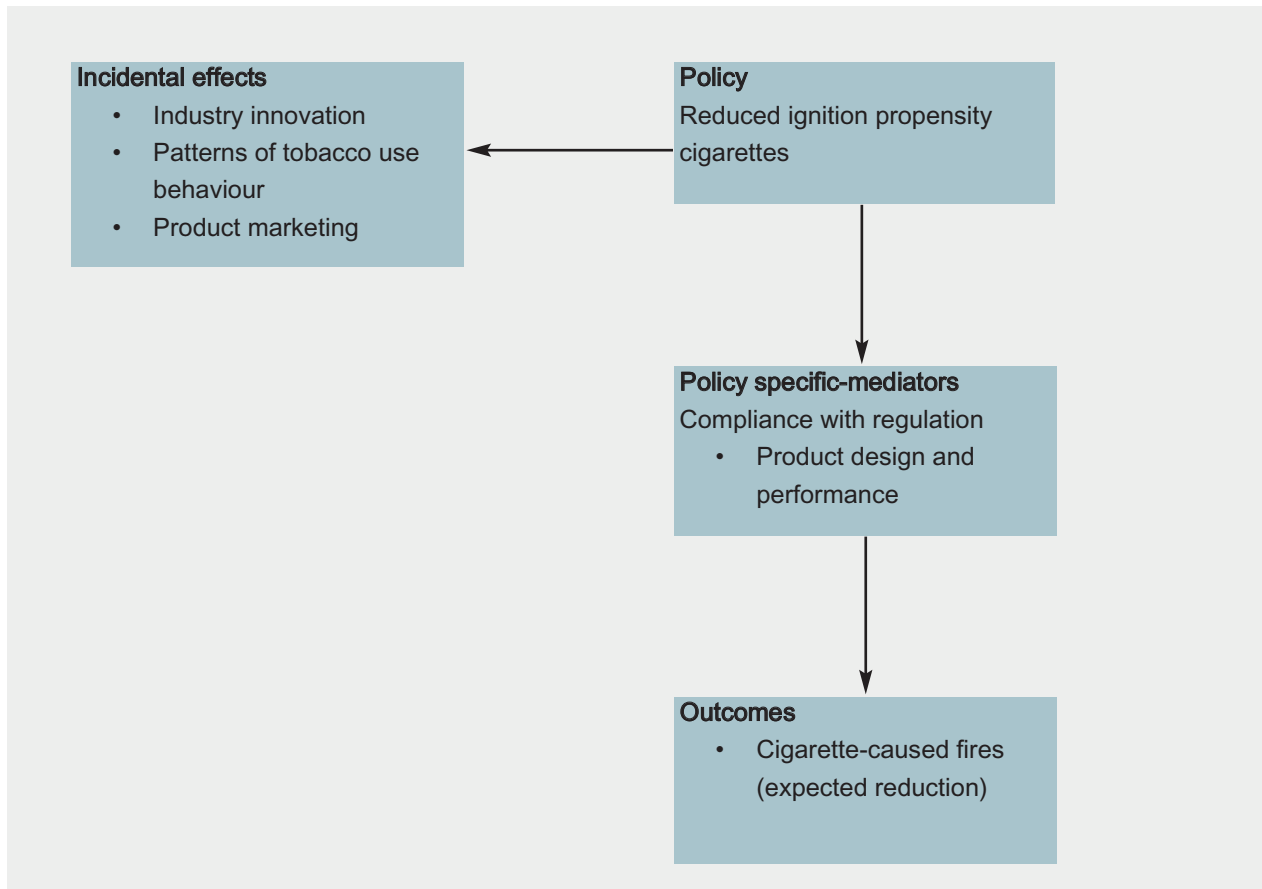 Incidental effects
• Industry innovation
• Patterns of tobacco use
behaviour
• Product marketing
Policy
Reduced ignition propensity
cigarettes
Policy specific-mediators
Compliance with regulation
• Product design and
performance
Outcomes
• Cigarette-caused fires
(expected reduction)